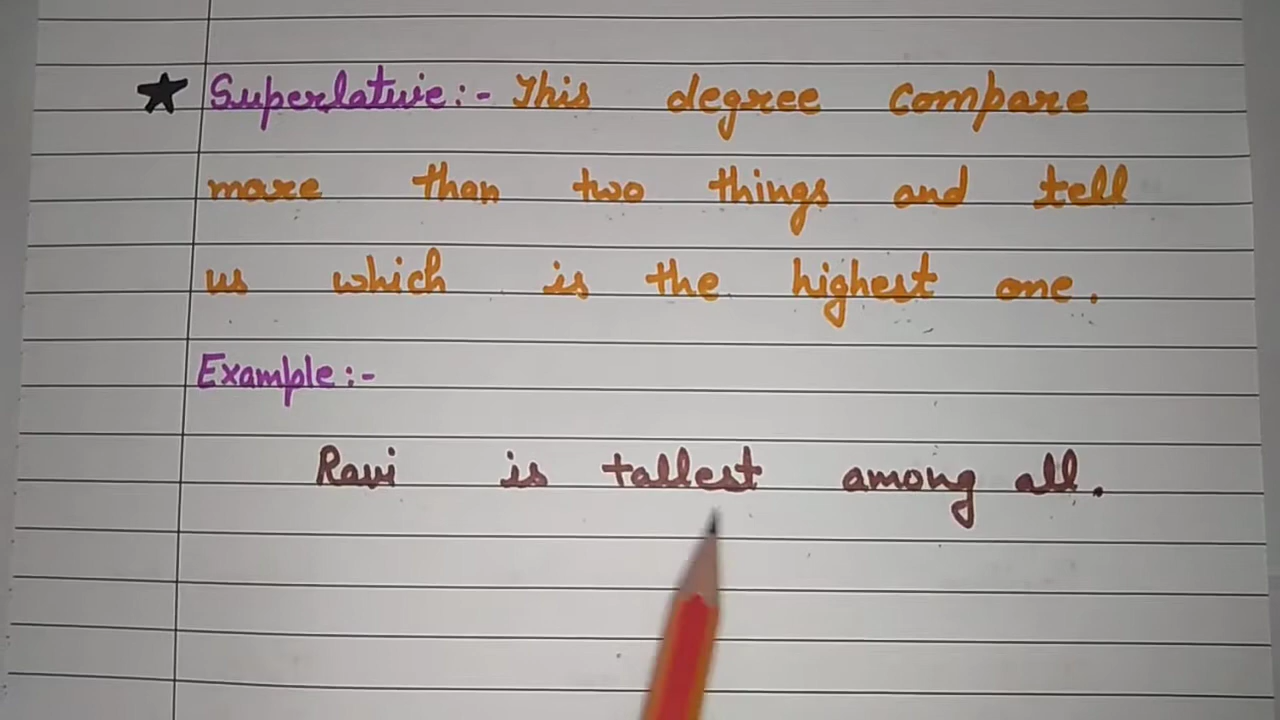 ★ Superlative:- This degree compare
more than two things and tell
us which is the highest one.
Example:-
Ravi is tallest among all.